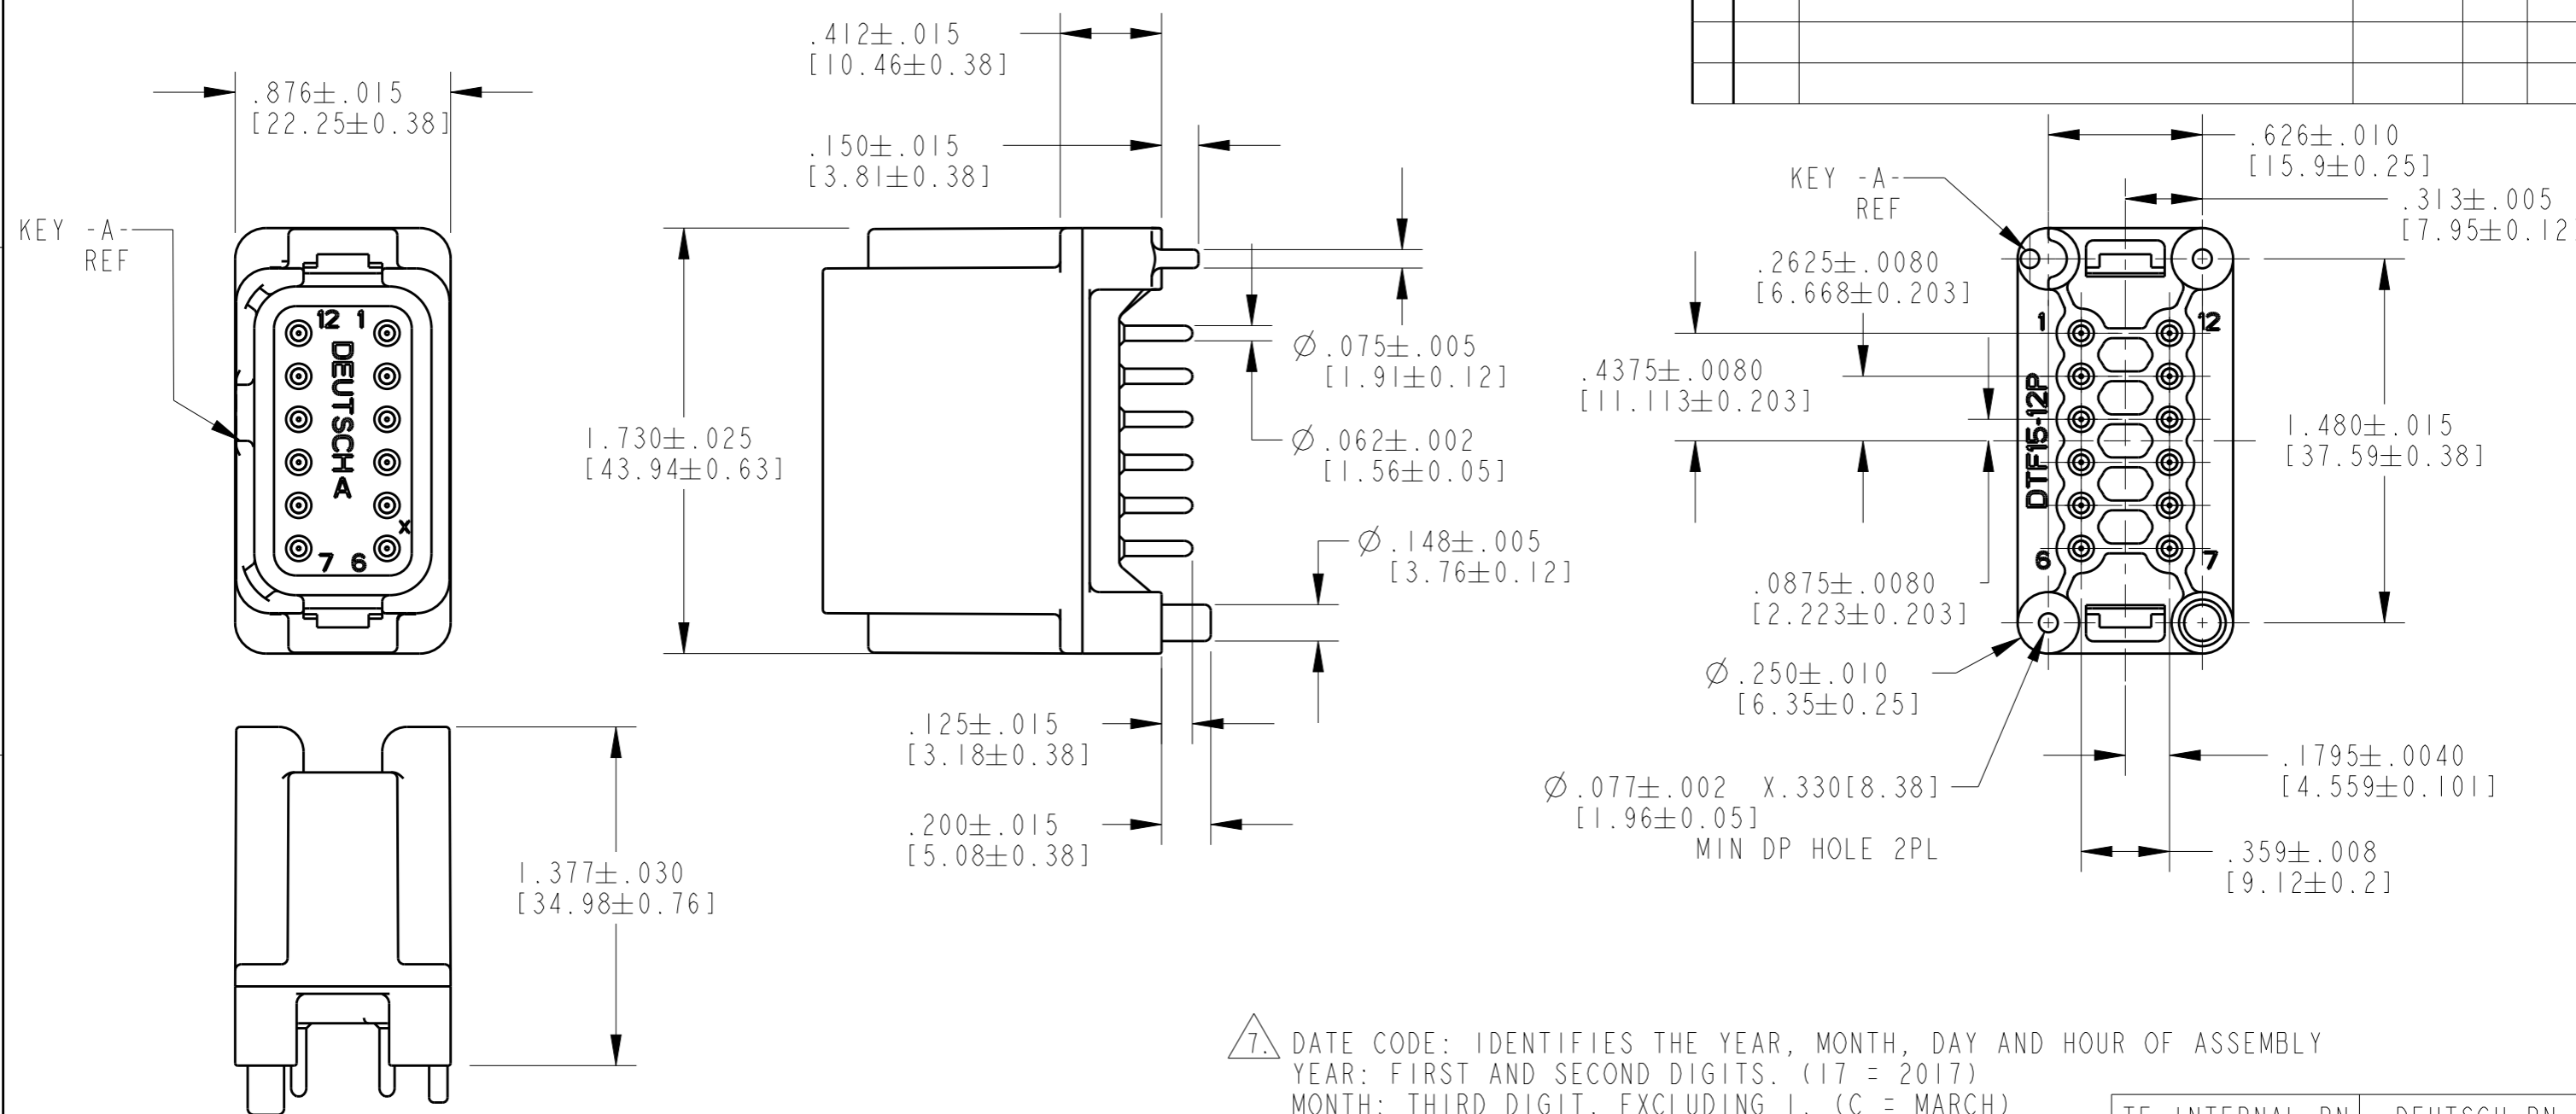 .876±.015
[22.25±0.38]
KEY -A-
REF
12 1
DEUTSCH A
X
7 6
1.377±.030
[34.98±0.76]
.412±.015
[10.46±0.38]
.150±.015
[3.81±0.38]
1.730±.025
[43.94±0.63]
Ø.075±.005
[1.91±0.12]
Ø.062±.002
[1.56±0.05]
Ø.148±.005
[3.76±0.12]
.125±.015
[3.18±0.38]
.200±.015
[5.08±0.38]
.626±.010
[15.9±0.25]
KEY -A-
REF
.313±.005
[7.95±0.12
.2625±.0080
[6.668±0.203]
.4375±.0080
[11.113±0.203]
1 12
DTF15-12P
6 7
1.480±.015
[37.59±0.38]
.0875±.0080
[2.223±0.203]
Ø.250±.010
[6.35±0.25]
Ø.077±.002 X.330[8.38]
[1.96±0.05]
MIN DP HOLE 2PL
.1795±.0040
[4.559±0.101]
.359±.008
[9.12±0.2]
7. DATE CODE: IDENTIFIES THE YEAR, MONTH, DAY AND HOUR OF ASSEMBLY
YEAR: FIRST AND SECOND DIGITS. (17 = 2017)
MONTH: THIRD DIGIT, EXCLUDING I. (C = MARCH)
TE INTERNAL PN DEUTSCH PN